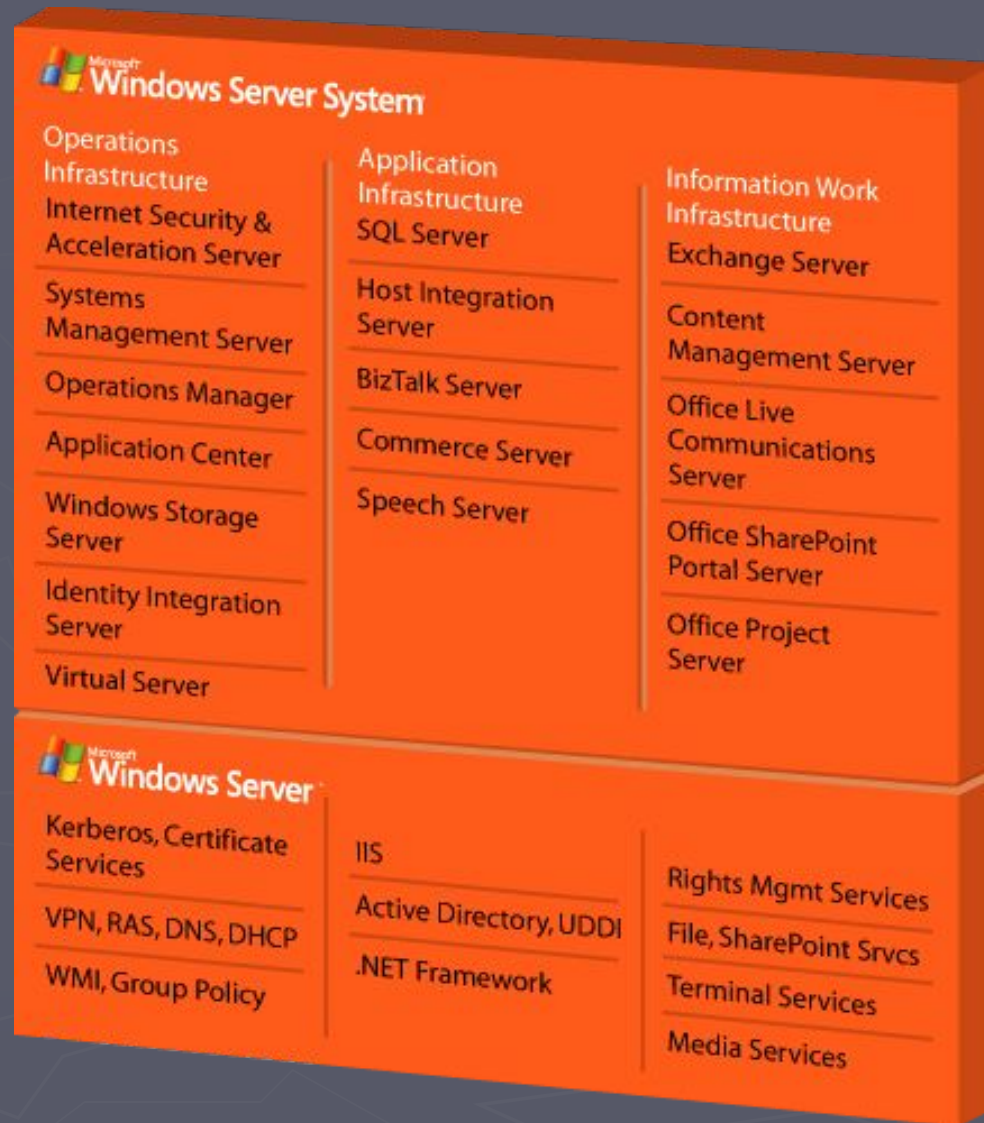 Microsoft
Windows Server System
Operations
Infrastructure
Internet Security &
Acceleration Server
Systems
Management Server
Operations Manager
Application Center
Windows Storage
Server
Identity Integration
Server
Virtual Server
Application
Infrastructure
SQL Server
Host Integration
Server
BizTalk Server
Commerce Server
Speech Server
Information Work
Infrastructure
Exchange Server
Content
Management Server
Office Live
Communications
Server
Office SharePoint
Portal Server
Office Project
Server
Microsoft
Windows Server
Kerberos, Certificate
Services
VPN, RAS, DNS, DHCP
WMI, Group Policy
IIS
Active Directory, UDDI
.NET Framework
Rights Mgmt Services
File, SharePoint Srvcs
Terminal Services
Media Services